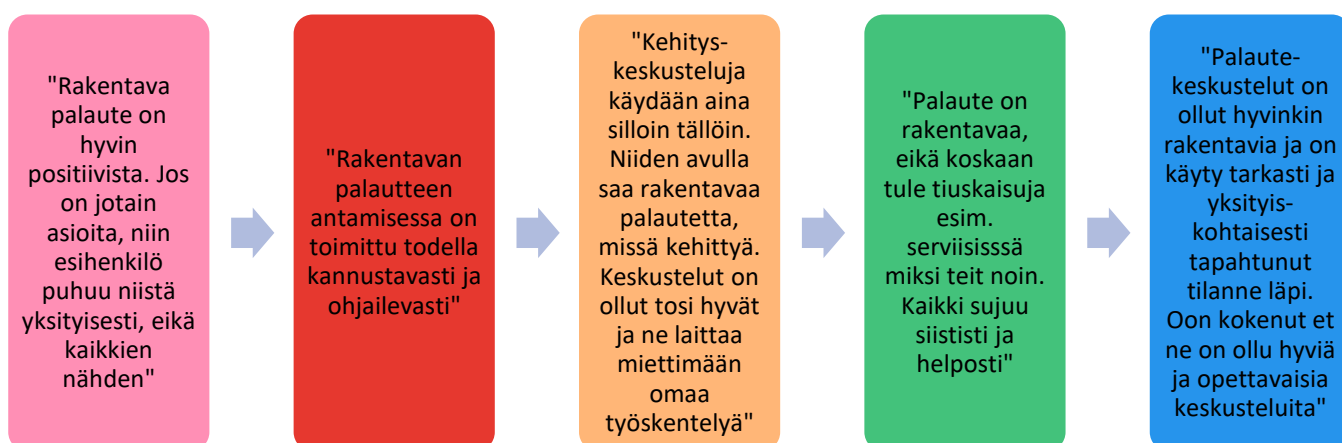 "Rakentava
palaute on
hyvin
positiivista. Jos
on jotain
asioita, niin
esihenkilö
puhuu niistä
yksityisesti, eikä
kaikkien
nähden"
"Rakentavan
palautteen
antamisessa on
toimittu todella
kannustavasti ja
ohjailevasti"
"Kehitys-
keskusteluja
käydään aina
silloin tällöin.
Niiden avulla
saa rakentavaa
palautetta,
missä kehittyä.
Keskustelut on
ollut tosi hyvät
ja ne laittaa
miettimään
omaa
työskentelyä"
"Palaute on
rakentavaa,
eikä koskaan
tule tiuskaisuja
esim.
serviisisssä
miksi teit noin.
Kaikki sujuu
siististi ja
helposti"
"Palaute-
keskustelut on
ollut hyvinkin
rakentavia ja on
käyty tarkasti ja
yksityis-
kohtaisesti
tapahtunut
tilanne läpi.
Oon kokenut et
ne on ollu hyviä
ja opettavaisia
keskusteluita"